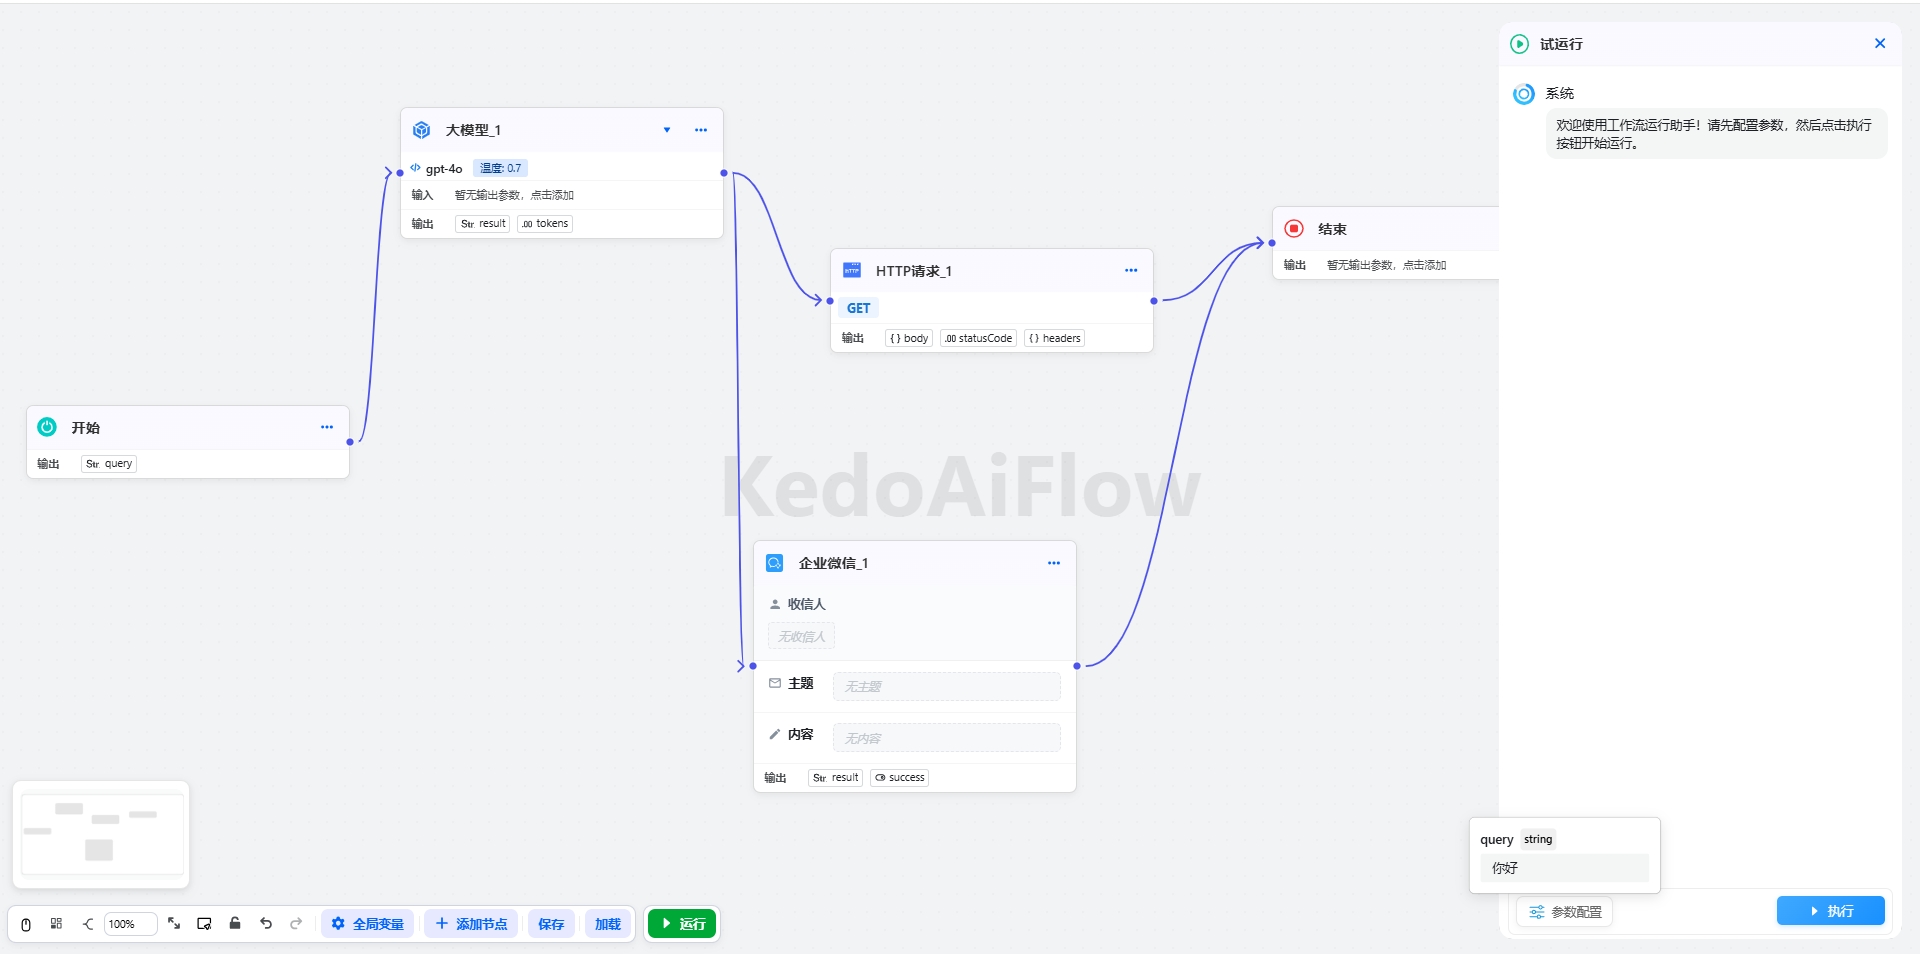 试运行
系统
欢迎使用工作流运行助手！请先配置参数，然后点击执行
按钮开始运行。
大模型_1
gpt-4o 温度: 0.7
输入 暂无输出参数，点击添加
输出 Str. result .00 tokens
结束
输出 暂无输出参数，点击添加
HTTP请求_1
GET
输出 { } body .00 statusCode { } headers
开始
输出 Str. query
KedoAiFlow
企业微信_1
收信人
无收信人
主题 无主题
内容 无内容
输出 Str. result success
query string
你好
参数配置 执行
100% 全局变量 添加节点 保存 加载 运行